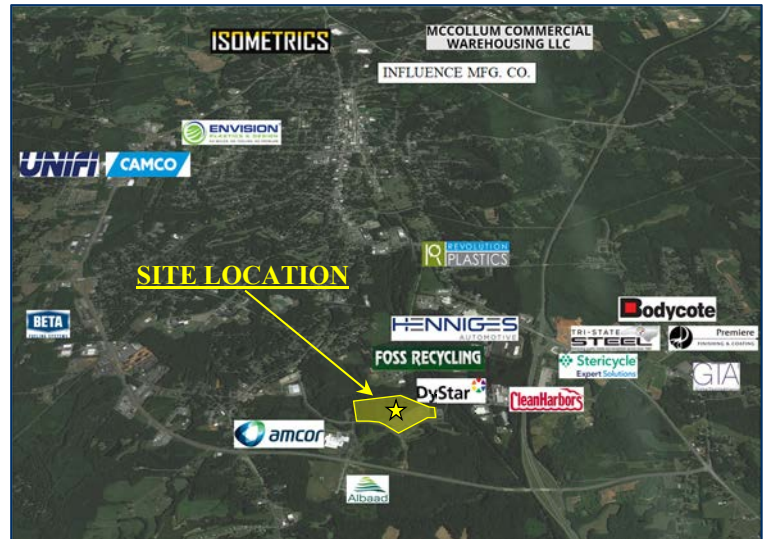 ISOMETRICS
MCCOLLUM COMMERCIAL
WAREHOUSING LLC
INFLUENCE MFG. CO.
ENVISION
PLASTICS & DESIGN
UNIFI
CAMCO
REVOLUTION
PLASTICS
SITE LOCATION
BETA
HENNIGES
AUTOMOTIVE
Bodycote
TRI-STATE
STEEL
Premiere
FINISHING & COATING
FOSS RECYCLING
Stericycle
Expert Solutions
GTA
DyStar
CleanHarbors
amcor
Albaad